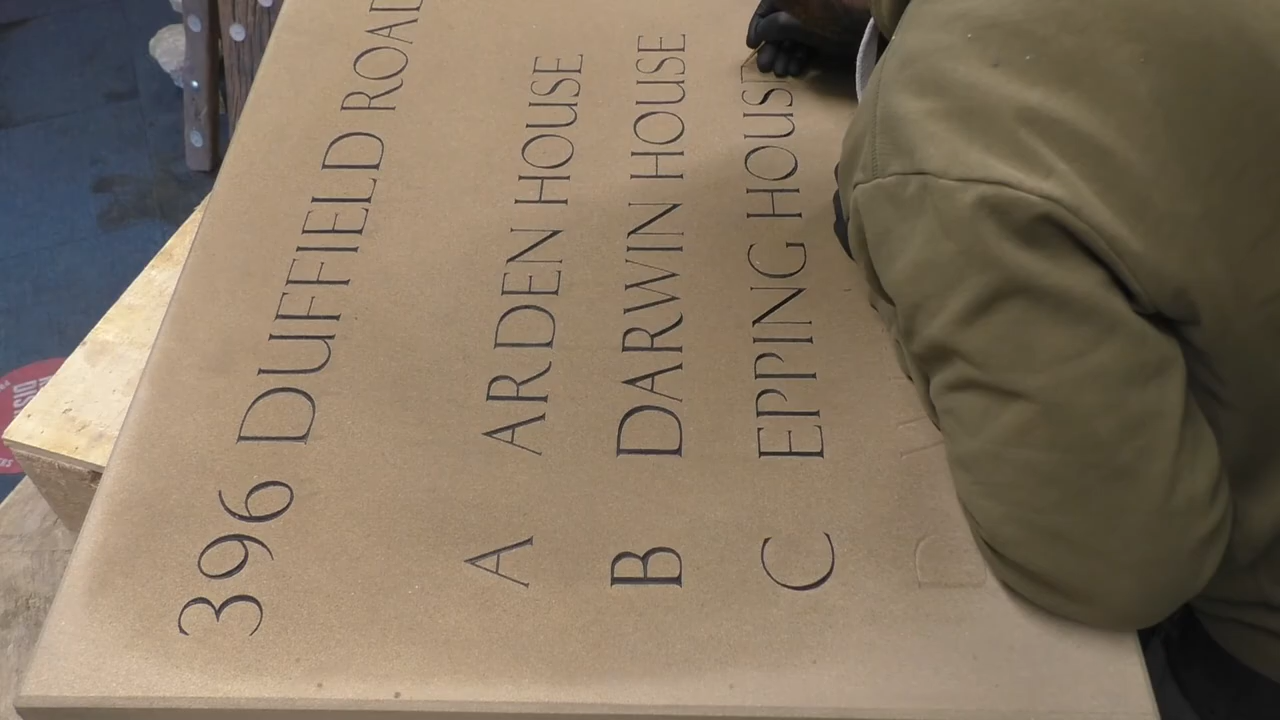 396 DUFFIELD ROAD
A ARDEN HOUSE
B DARWIN HOUSE
C EPPING HOUSE
D